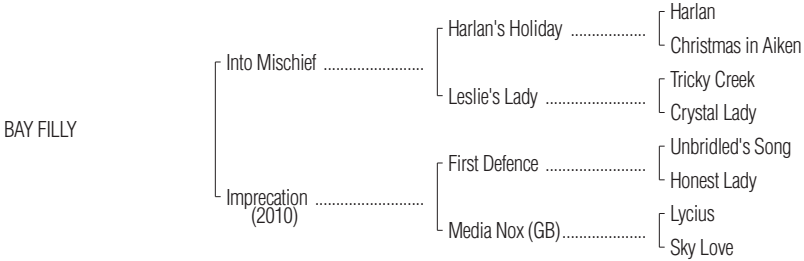 Harlan
Harlan's Holiday ..................
Christmas in Aiken
Into Mischief ........................
Tricky Creek
Leslie's Lady ........................
Crystal Lady
BAY FILLY
Unbridled's Song
First Defence ........................
Honest Lady
Imprecation ..........................
(2010)
Lycius
Media Nox (GB)....................
Sky Love